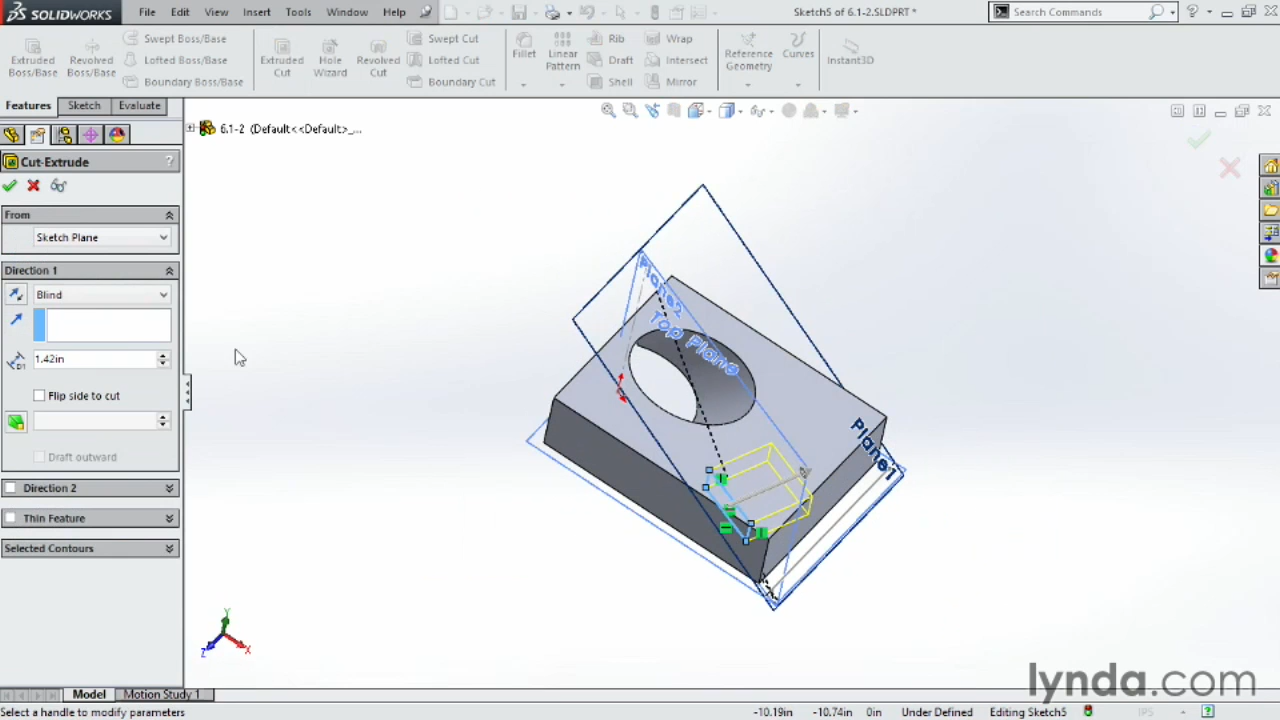 SOLIDWORKS File Edit View Insert Tools Window Help Sketch5 of 6.1-2.SLDPRT * Search Commands
Extruded Boss/Base Revolved Boss/Base Swept Boss/Base Lofted Boss/Base Boundary Boss/Base Extruded Cut Hole Wizard Revolved Cut Swept Cut Lofted Cut Boundary Cut Fillet Linear Pattern Rib Draft Shell Wrap Intersect Mirror Reference Geometry Curves Instant3D
Features Sketch Evaluate
6.1-2 (Default<<Default>_...
Cut-Extrude ?
From
Sketch Plane
Direction 1
Blind
1.42in
Flip side to cut
Draft outward
Direction 2
Thin Feature
Selected Contours
Plane2
Top Plane
Plane1
Y
Z X
Model Motion Study 1
lynda.com
Select a handle to modify parameters -10.19in -10.74in 0in Under Defined Editing Sketch5 IPS